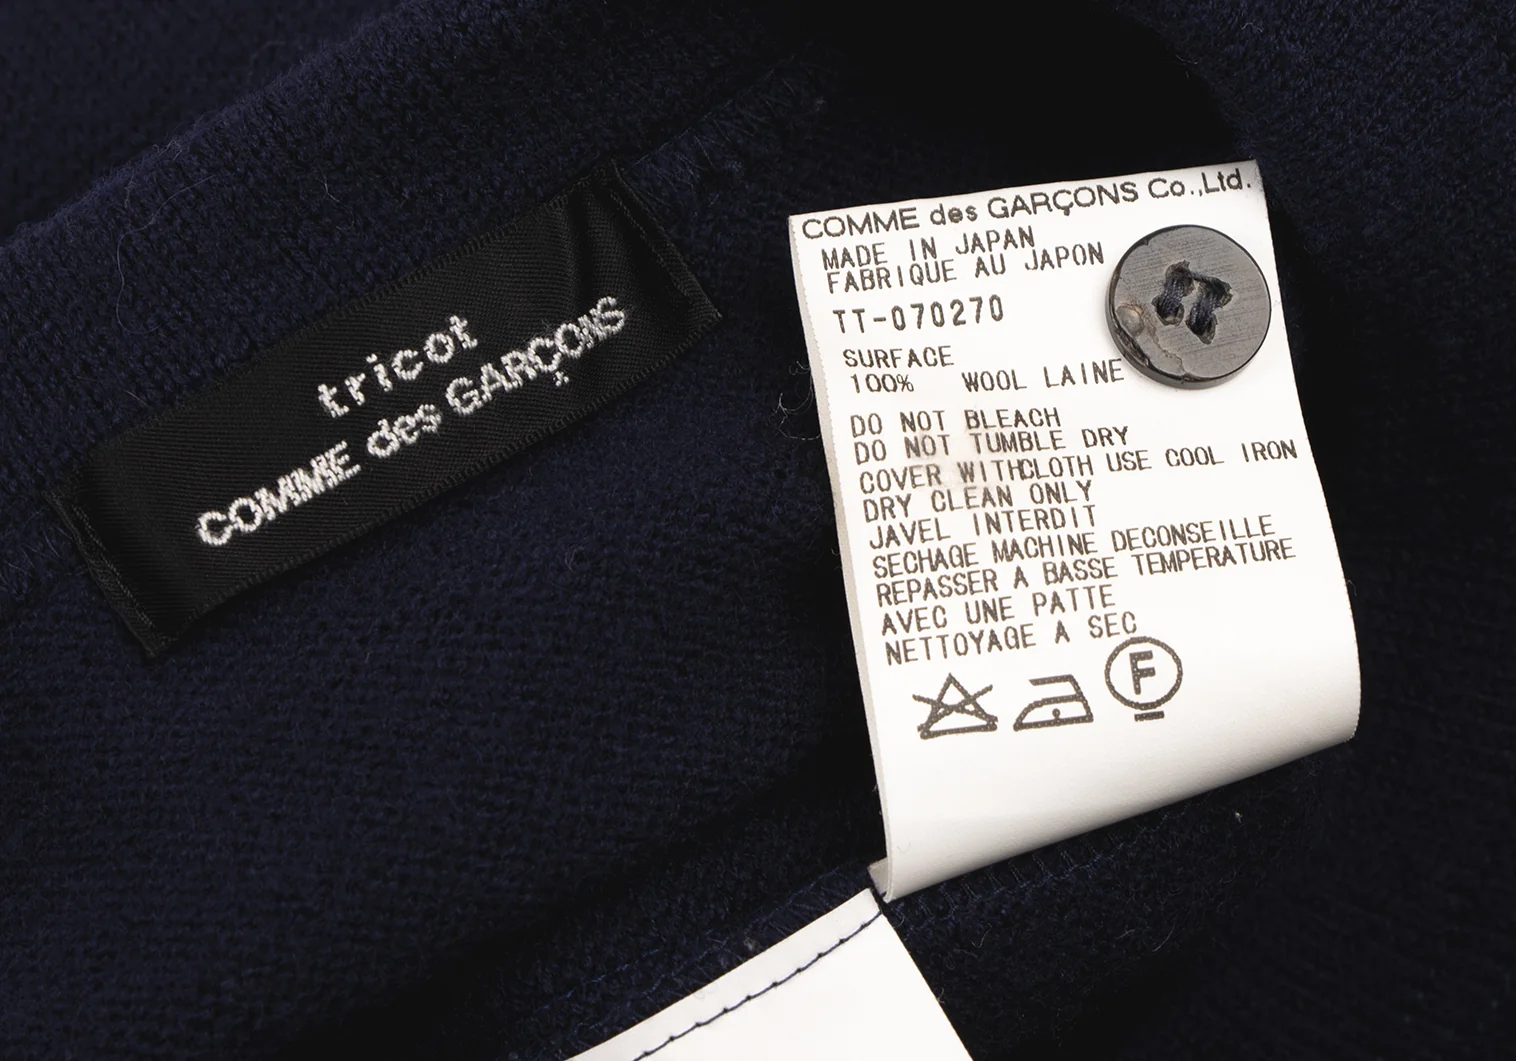 tricot
COMME des GARÇONS
COMME des GARÇONS Co.,Ltd.
MADE IN JAPAN
FABRIQUE AU JAPON
TT-070270
SURFACE
100% WOOL LAINE
DO NOT BLEACH
DO NOT TUMBLE DRY
COVER WITHCLOTH USE COOL IRON
DRY CLEAN ONLY
JAVEL INTERDIT
SECHAGE MACHINE DECONSEILLE
REPASSER A BASSE TEMPERATURE
AVEC UNE PATTE
NETTOYAGE A SEC
F